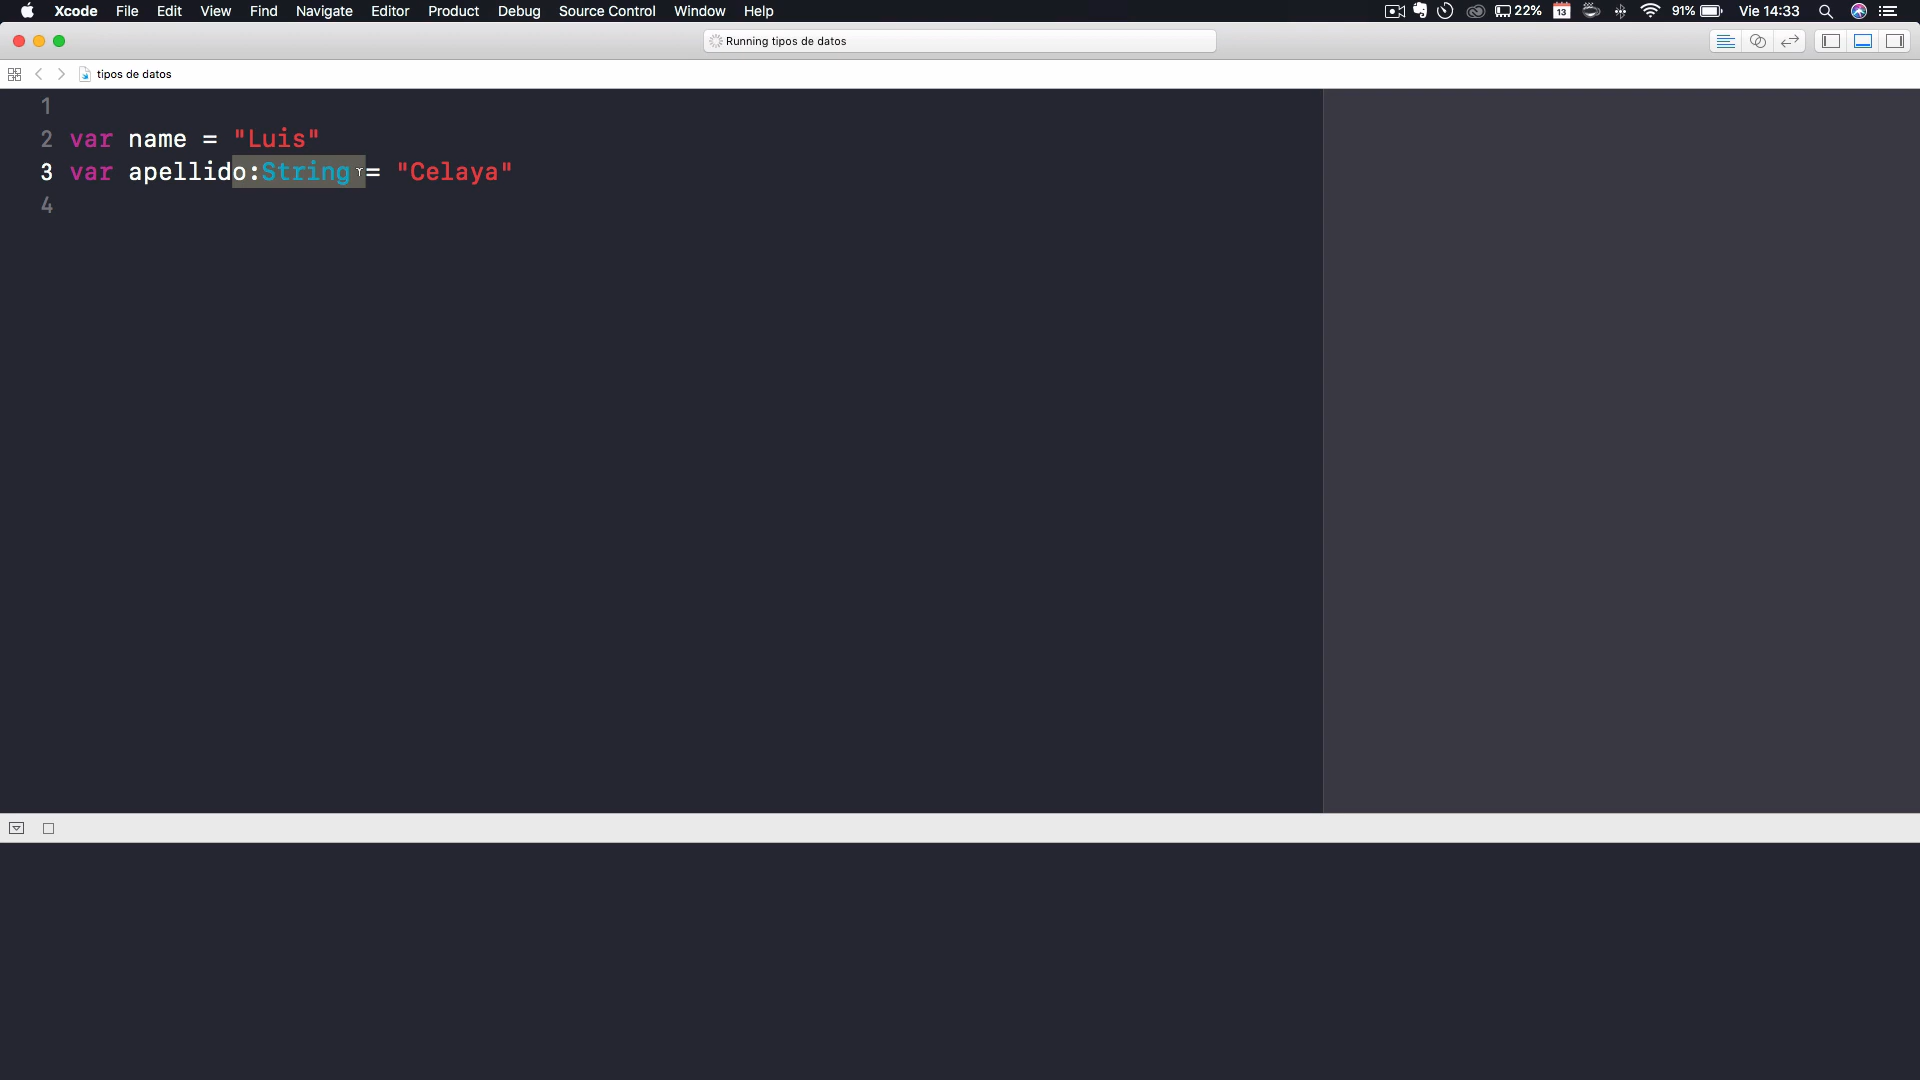 Xcode File Edit View Find Navigate Editor Product Debug Source Control Window Help 22% 13 91% Vie 14:33
Running tipos de datos
tipos de datos
1
2 var name = "Luis"
3 var apellido:String = "Celaya"
4